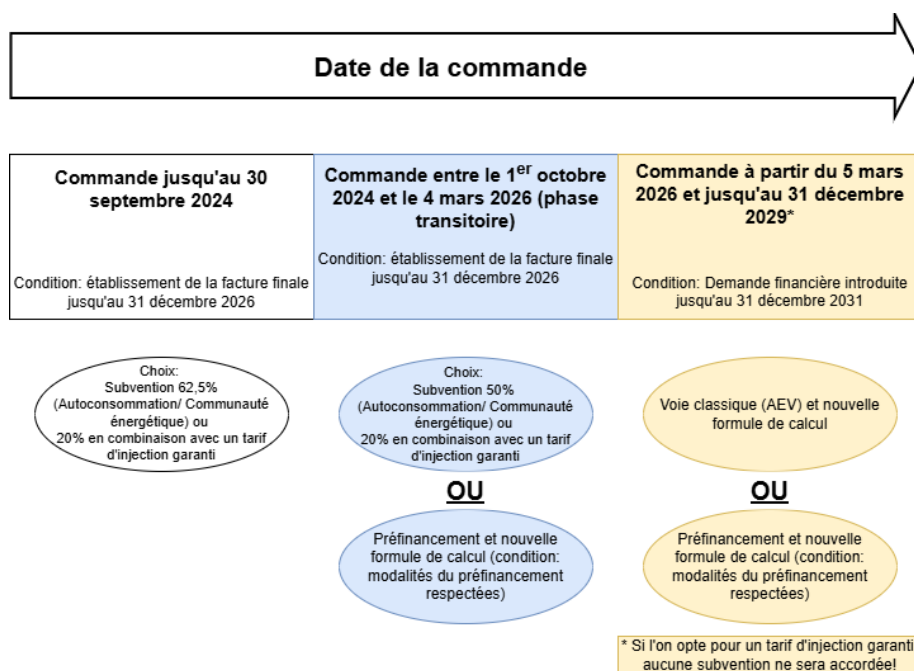 Date de la commande
Commande jusqu'au 30
septembre 2024
Condition: établissement de la facture finale
jusqu'au 31 décembre 2026
Commande entre le 1er octobre
2024 et le 4 mars 2026 (phase
transitoire)
Condition: établissement de la facture finale
jusqu'au 31 décembre 2026
Commande à partir du 5 mars
2026 et jusqu'au 31 décembre
2029*
Condition: Demande financière introduite
jusqu'au 31 décembre 2031
Choix:
Subvention 62,5%
(Autoconsommation/ Communauté
énergétique) ou
20% en combinaison avec un tarif
d'injection garanti
Choix:
Subvention 50%
(Autoconsommation/ Communauté
énergétique) ou
20% en combinaison avec un tarif
d'injection garanti
Voie classique (AEV) et nouvelle
formule de calcul
OU
OU
Préfinancement et nouvelle
formule de calcul (condition:
modalités du préfinancement
respectées)
Préfinancement et nouvelle
formule de calcul (condition:
modalités du préfinancement
respectées)
* Si l'on opte pour un tarif d'injection garanti
aucune subvention ne sera accordée!